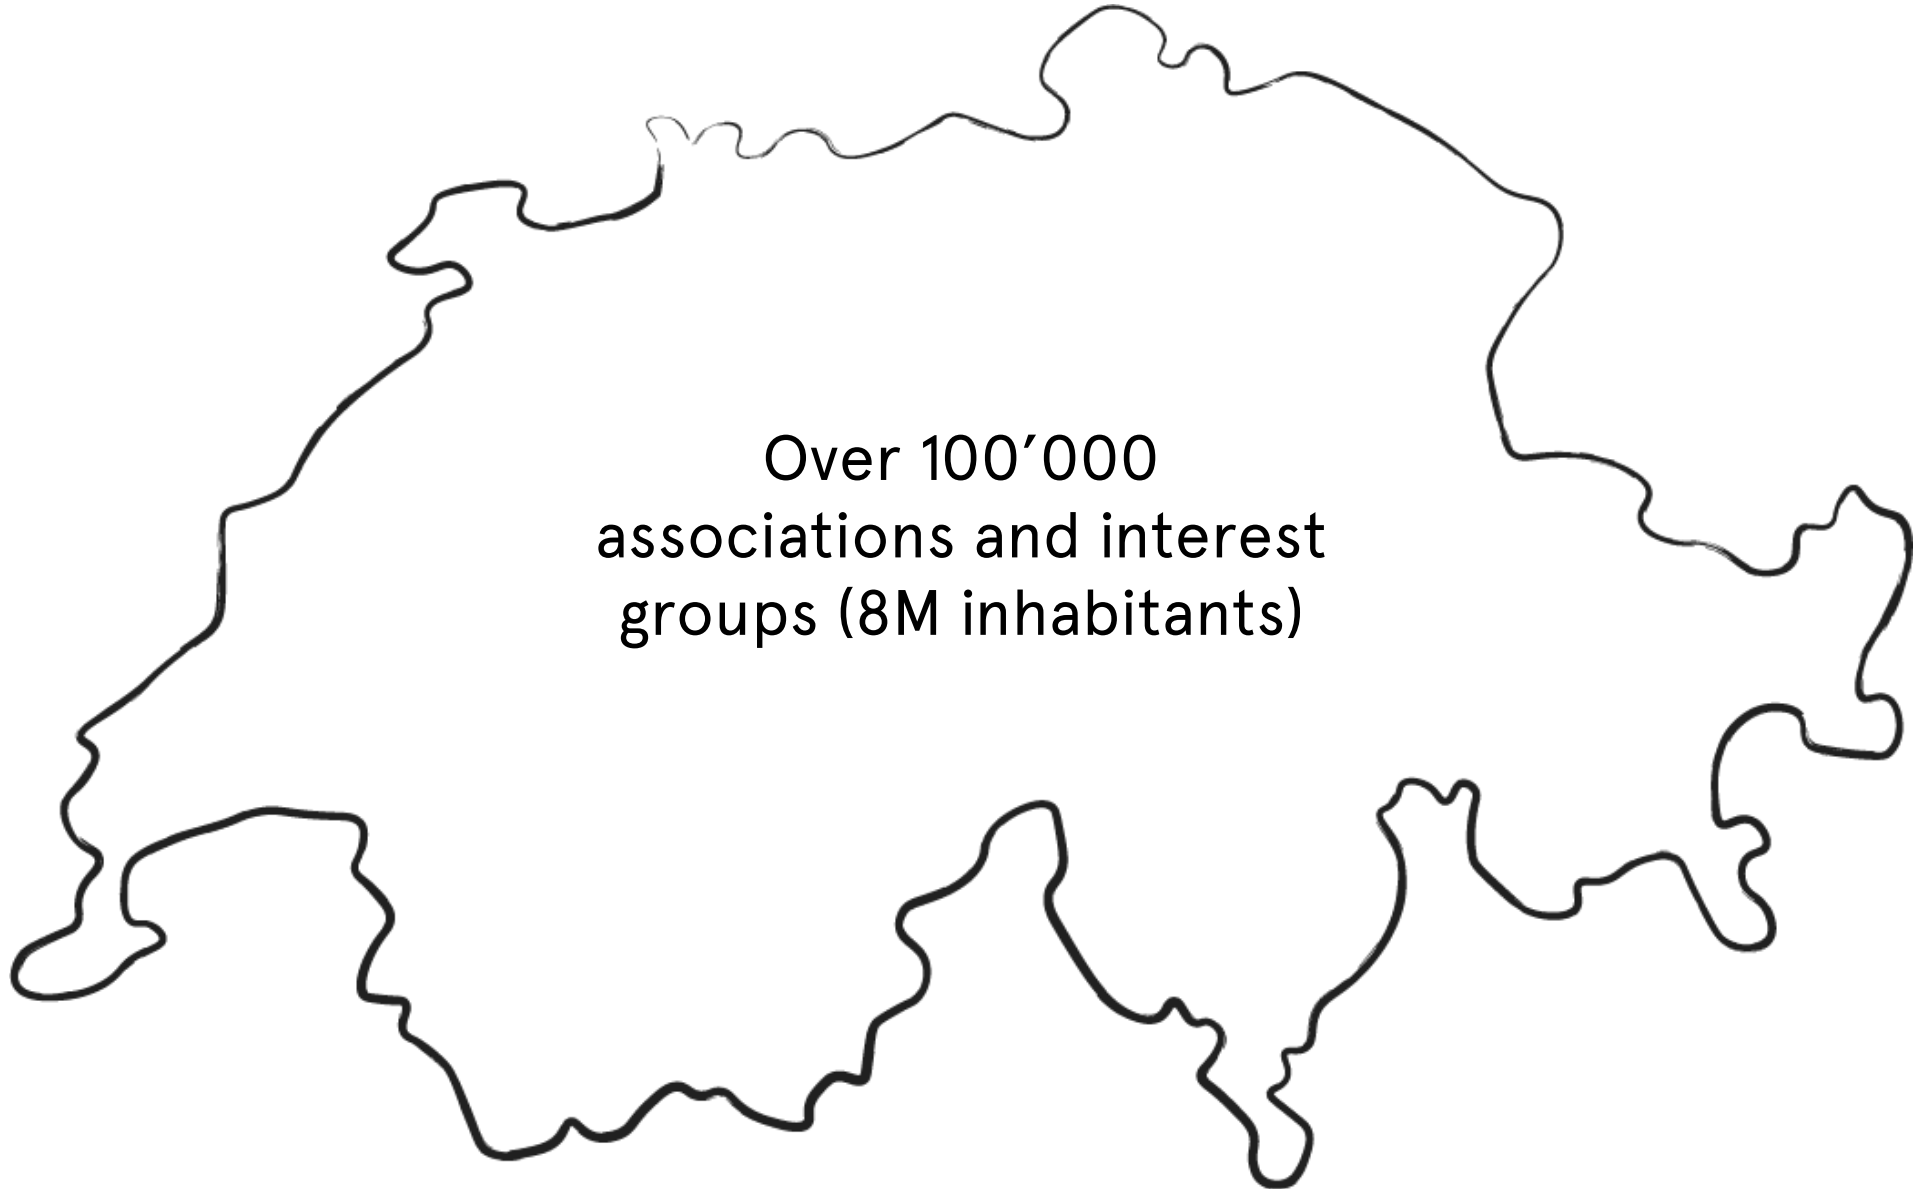 Over 100’000
associations and interest
groups (8M inhabitants)